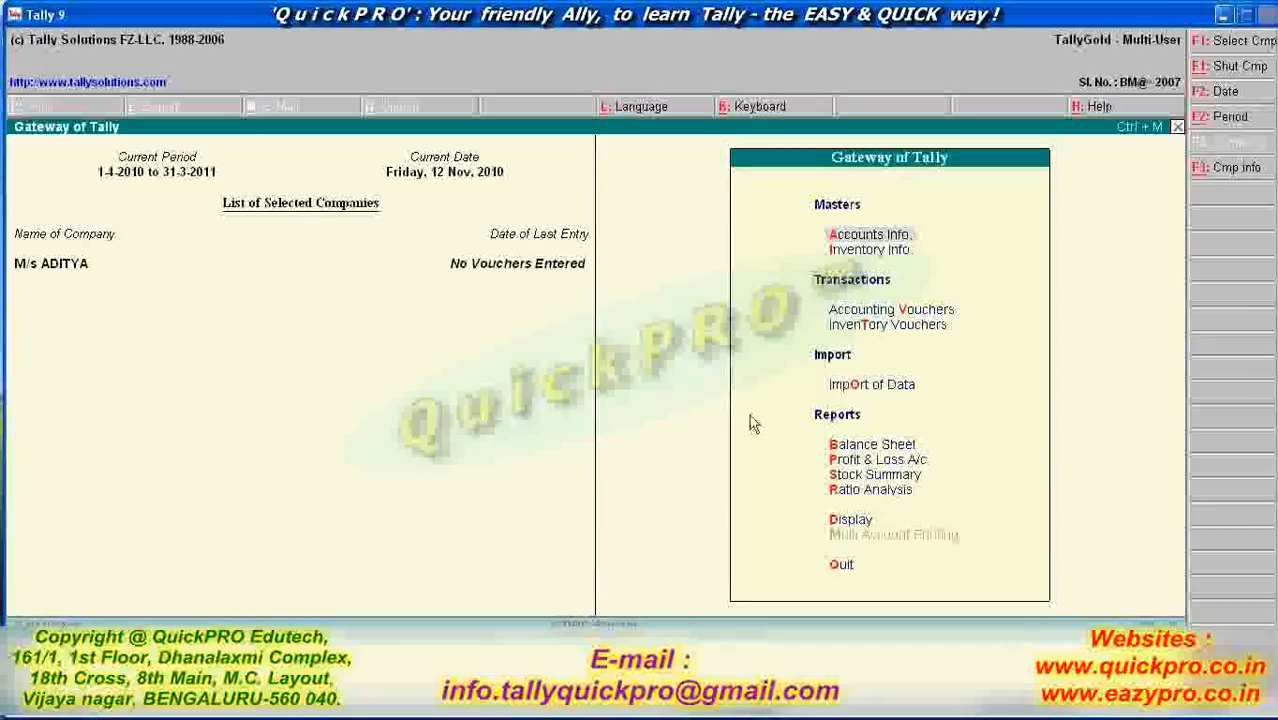 Tally 9
'Q u i c k P R O' : Your friendly Ally, to learn Tally - the EASY & QUICK way !
(c) Tally Solutions FZ-LLC, 1988-2006
TallyGold - Multi-User
http://www.tallysolutions.com
Sl. No. : BM@- 2007
L: Language
K: Keyboard
H: Help
Gateway of Tally
Ctrl + M
Current Period
1-4-2010 to 31-3-2011
Current Date
Friday, 12 Nov, 2010
List of Selected Companies
Name of Company
Date of Last Entry
M/s ADITYA
No Vouchers Entered
Gateway of Tally
Masters
Accounts Info.
Inventory Info.
Transactions
Accounting Vouchers
InvenTory Vouchers
Import
ImpOrt of Data
Reports
Balance Sheet
Profit & Loss A/c
Stock Summary
Ratio Analysis
Display
Multi Account Printing
Quit
F1: Select Cmp
F1: Shut Cmp
F2: Date
F2: Period
F3: Cmp info
QuickPRO
Copyright @ QuickPRO Edutech,
161/1, 1st Floor, Dhanalaxmi Complex,
18th Cross, 8th Main, M.C. Layout,
Vijaya nagar, BENGALURU-560 040.
E-mail :
info.tallyquickpro@gmail.com
Websites :
www.quickpro.co.in
www.eazypro.co.in